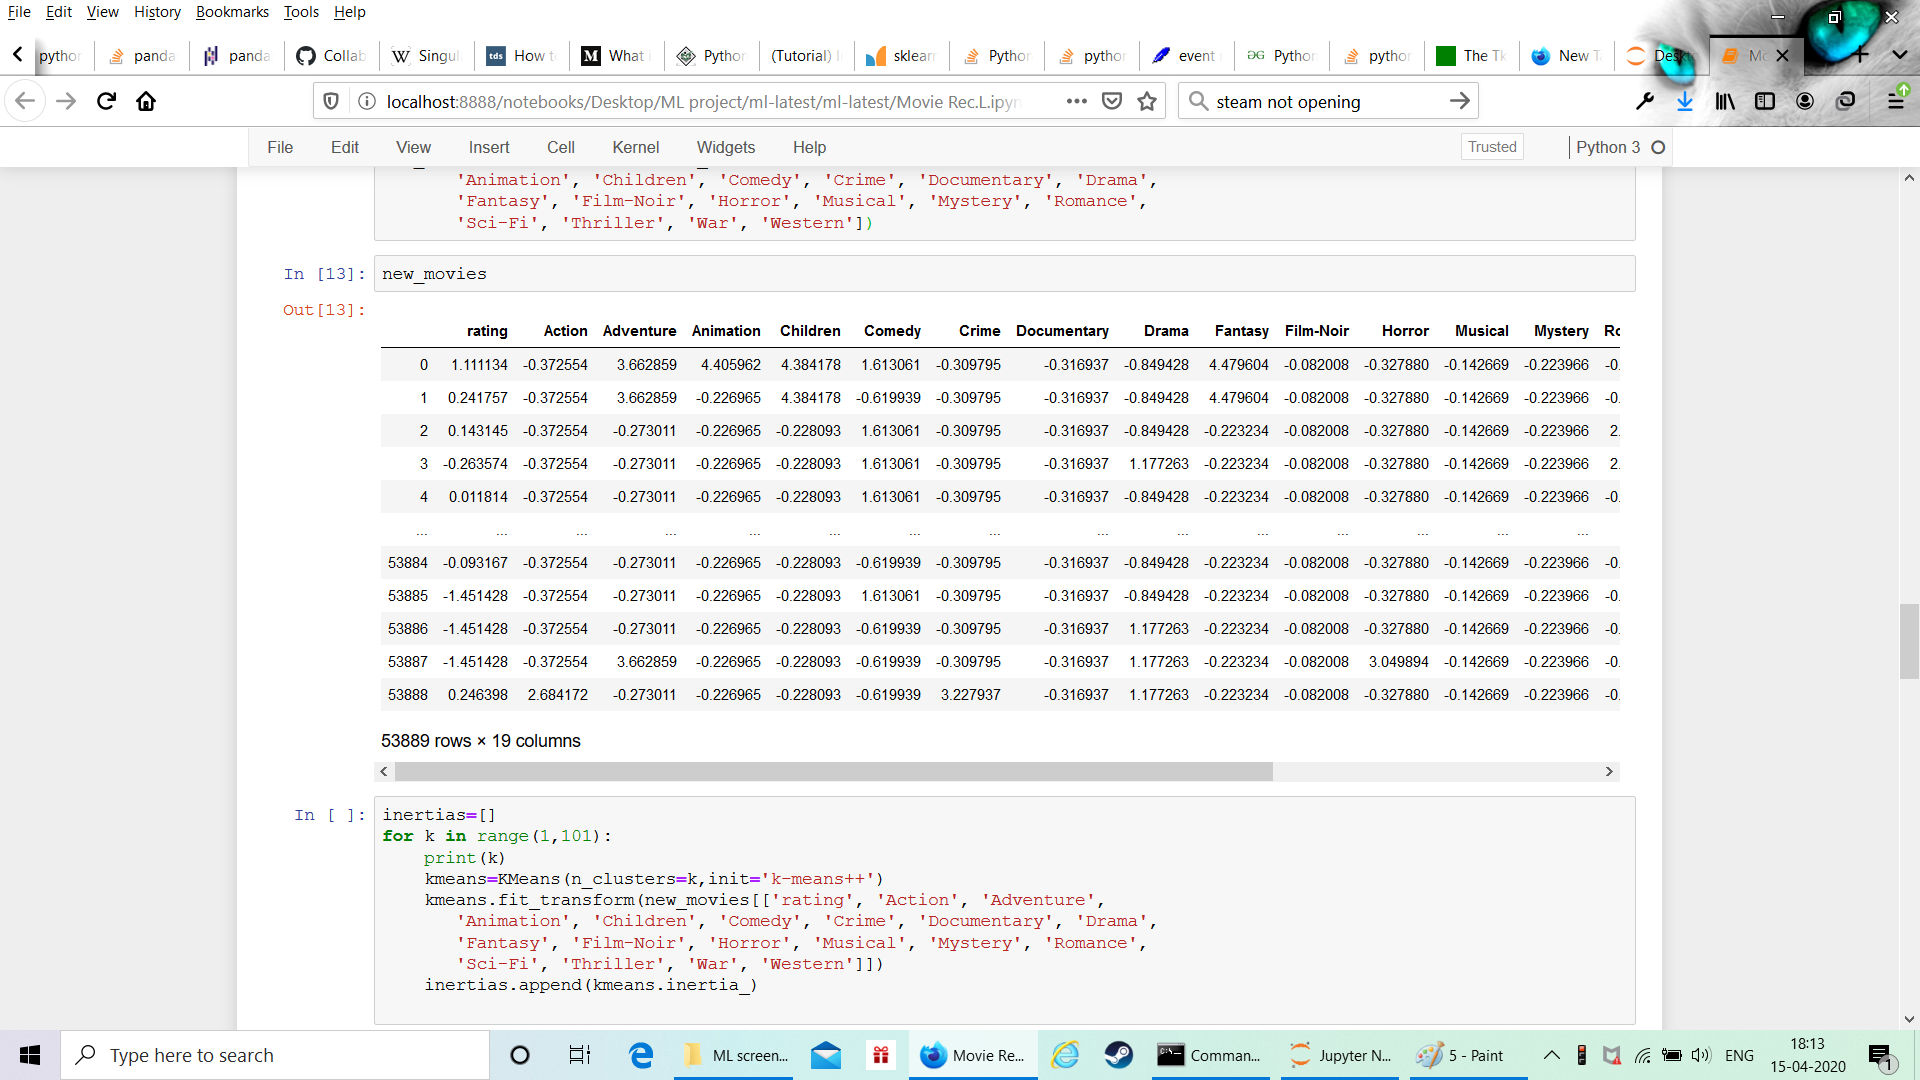 File Edit View History Bookmarks Tools Help
python panda panda Collab Singul How to What i Python (Tutorial) sklearn Python python event Python python The Tk New T Deskt Mo
localhost:8888/notebooks/Desktop/ML project/ml-latest/ml-latest/Movie Rec.I.ipyn
steam not opening
File Edit View Insert Cell Kernel Widgets Help Trusted Python 3
'Animation', 'Children', 'Comedy', 'Crime', 'Documentary', 'Drama',
'Fantasy', 'Film-Noir', 'Horror', 'Musical', 'Mystery', 'Romance',
'Sci-Fi', 'Thriller', 'War', 'Western'])
In [13]: new_movies
Out[13]:
rating Action Adventure Animation Children Comedy Crime Documentary Drama Fantasy Film-Noir Horror Musical Mystery Ro
0 1.111134 -0.372554 3.662859 4.405962 4.384178 1.613061 -0.309795 -0.316937 -0.849428 4.479604 -0.082008 -0.327880 -0.142669 -0.223966 -0.
1 0.241757 -0.372554 3.662859 -0.226965 4.384178 -0.619939 -0.309795 -0.316937 -0.849428 4.479604 -0.082008 -0.327880 -0.142669 -0.223966 -0.
2 0.143145 -0.372554 -0.273011 -0.226965 -0.228093 1.613061 -0.309795 -0.316937 -0.849428 -0.223234 -0.082008 -0.327880 -0.142669 -0.223966 2.
3 -0.263574 -0.372554 -0.273011 -0.226965 -0.228093 1.613061 -0.309795 -0.316937 1.177263 -0.223234 -0.082008 -0.327880 -0.142669 -0.223966 2.
4 0.011814 -0.372554 -0.273011 -0.226965 -0.228093 1.613061 -0.309795 -0.316937 -0.849428 -0.223234 -0.082008 -0.327880 -0.142669 -0.223966 -0.
... ... ... ... ... ... ... ... ... ... ... ... ... ... ...
53884 -0.093167 -0.372554 -0.273011 -0.226965 -0.228093 -0.619939 -0.309795 -0.316937 -0.849428 -0.223234 -0.082008 -0.327880 -0.142669 -0.223966 -0.
53885 -1.451428 -0.372554 -0.273011 -0.226965 -0.228093 1.613061 -0.309795 -0.316937 -0.849428 -0.223234 -0.082008 -0.327880 -0.142669 -0.223966 -0.
53886 -1.451428 -0.372554 -0.273011 -0.226965 -0.228093 -0.619939 -0.309795 -0.316937 1.177263 -0.223234 -0.082008 -0.327880 -0.142669 -0.223966 -0.
53887 -1.451428 -0.372554 3.662859 -0.226965 -0.228093 -0.619939 -0.309795 -0.316937 1.177263 -0.223234 -0.082008 3.049894 -0.142669 -0.223966 -0.
53888 0.246398 2.684172 -0.273011 -0.226965 -0.228093 -0.619939 3.227937 -0.316937 1.177263 -0.223234 -0.082008 -0.327880 -0.142669 -0.223966 -0.
53889 rows × 19 columns
In [ ]: inertias=[]
for k in range(1,101):
print(k)
kmeans=KMeans(n_clusters=k,init='k-means++')
kmeans.fit_transform(new_movies[['rating', 'Action', 'Adventure',
'Animation', 'Children', 'Comedy', 'Crime', 'Documentary', 'Drama',
'Fantasy', 'Film-Noir', 'Horror', 'Musical', 'Mystery', 'Romance',
'Sci-Fi', 'Thriller', 'War', 'Western']])
inertias.append(kmeans.inertia_)
Type here to search
ML screen... Movie Re... Comman... Jupyter N... 5 - Paint ENG
18:13
15-04-2020
1